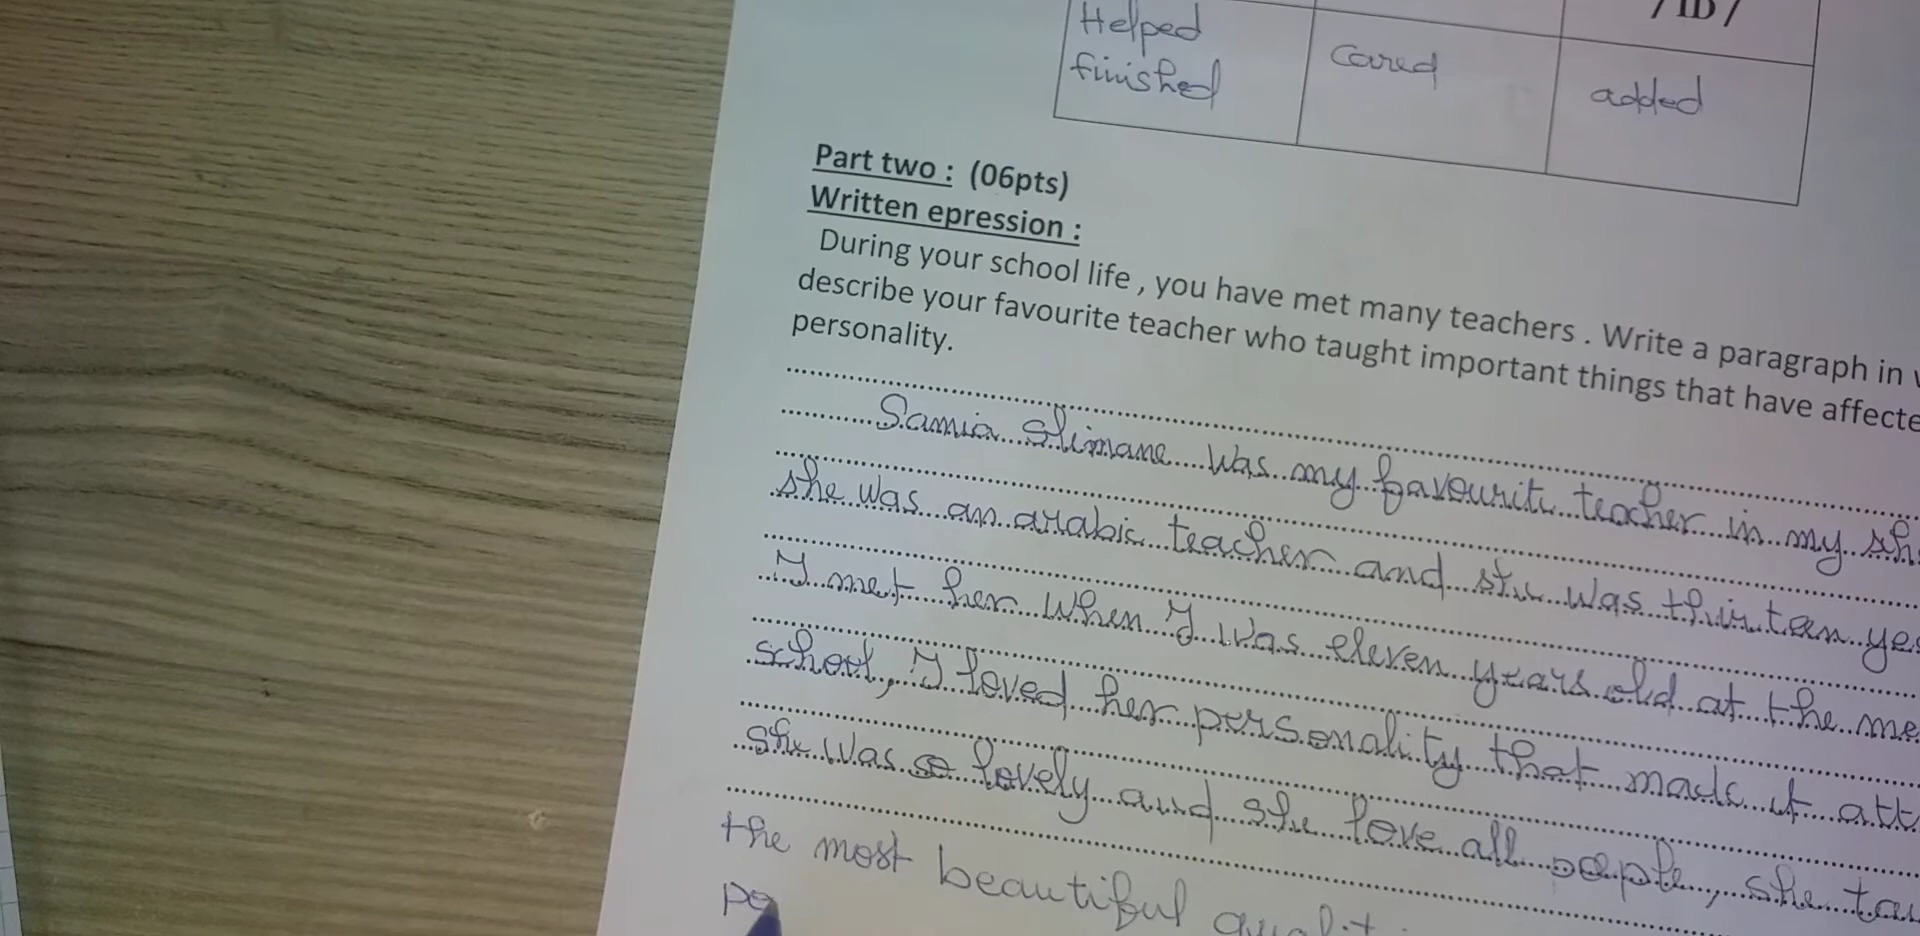 / ID /
Helped
finished
Cared
added
Part two : (06pts)
Written epression :
During your school life , you have met many teachers . Write a paragraph in
describe your favourite teacher who taught important things that have affecte
personality.
Samia Slimane was my favourite teacher in my
she was an arabic teacher and she was thirteen
I met her when I was eleven years old at the
school, I loved her personality that made it
she was so lovely and she love all people, she
the most beautiful